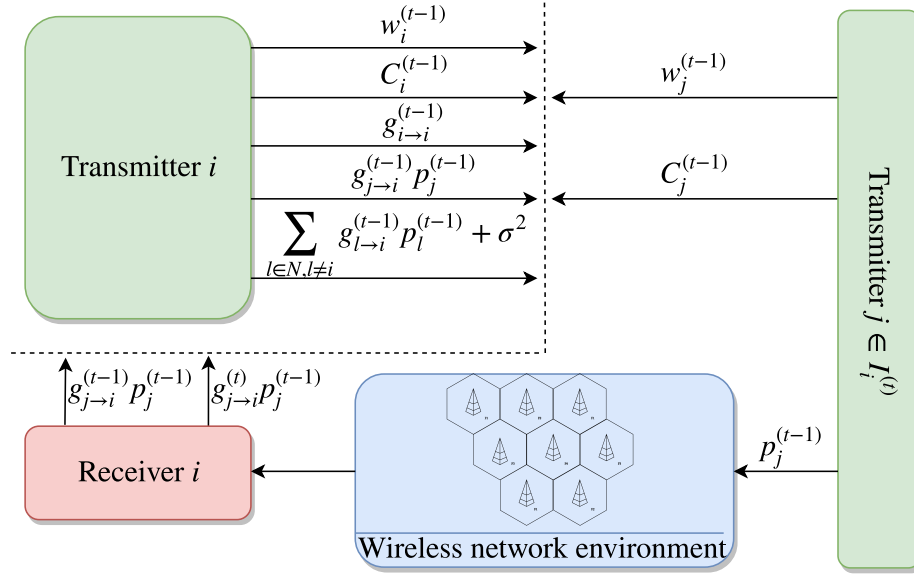 w_i^{(t-1)}
C_i^{(t-1)}
w_j^{(t-1)}
g_{i→i}^{(t-1)}
Transmitter i
g_{j→i}^{(t-1)} p_j^{(t-1)}
C_j^{(t-1)}
∑_{l∈N,l≠i} g_{l→i}^{(t-1)} p_l^{(t-1)} + σ^2
Transmitter j ∈ I_i^{(t)}
g_{j→i}^{(t-1)} p_j^{(t-1)}
g_{j→i}^{(t)} p_j^{(t-1)}
Receiver i
p_j^{(t-1)}
Wireless network environment